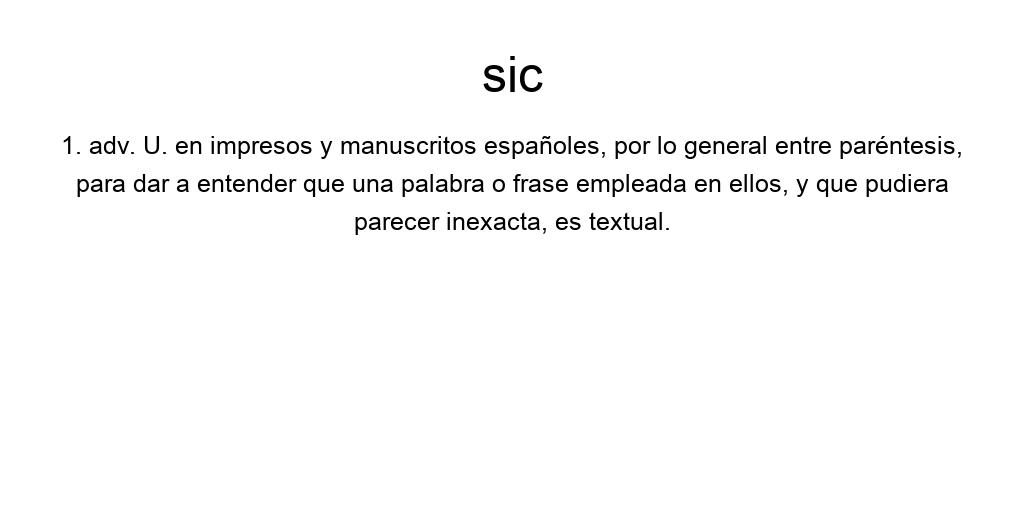 sic
1. adv. U. en impresos y manuscritos españoles, por lo general entre paréntesis,
para dar a entender que una palabra o frase empleada en ellos, y que pudiera
parecer inexacta, es textual.